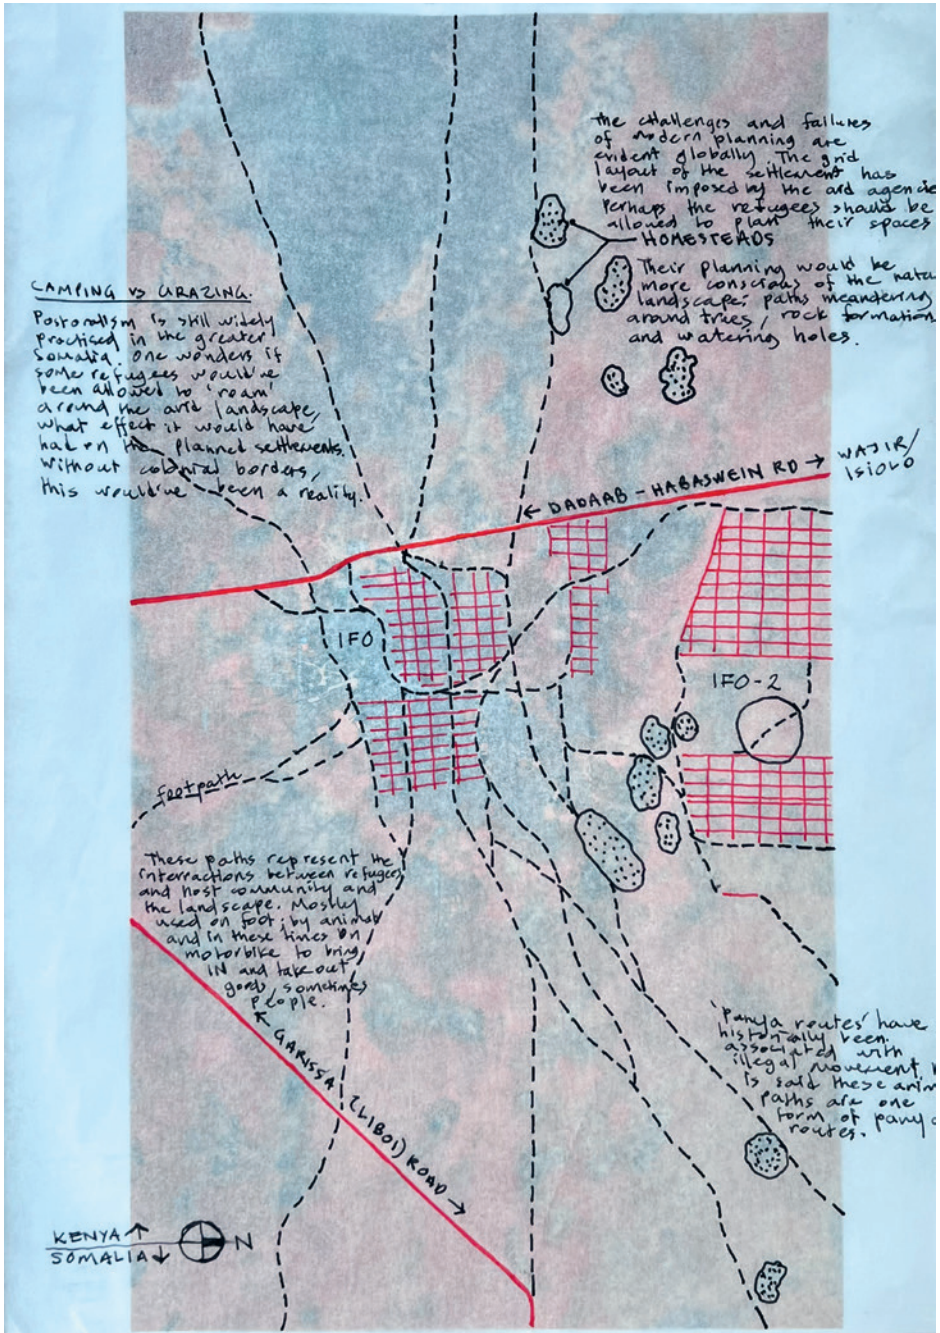 the challenges and failures
of modern planning are
evident globally. The grid
layout of the settlement has
been imposed by the aid agencie
Perhaps the refugees should be
allowed to plan their spaces
HOMESTEADS
Their planning would be
more conscious of the natu
landscape; paths meandering
around trees, rock formation
and watering holes.
CAMPING vs GRAZING.
Pastoralism is still widely
practised in the greater
Somalia. One wonders if
some refugees would've
been allowed to 'roam'
around the arid landscape,
what effect it would have
had on the planned settlements.
Without colonial borders,
this would've been a reality.
← DADAAB - HABASWEIN RD → WAJIR/
ISIOLO
IFO
IFO-2
footpath
These paths represent the
interractions between refugees
and host community and
the landscape. Mostly
used on foot; by animals
and in these times on
motorbike to bring
IN and take out
goods, sometimes
people.
← GARISSA (LIBOI) ROAD →
'panya routes' have
historically been
associated with
illegal movement,
is said these anim
paths are one
form of panya
routes.
KENYA ↑
SOMALIA ↓
N